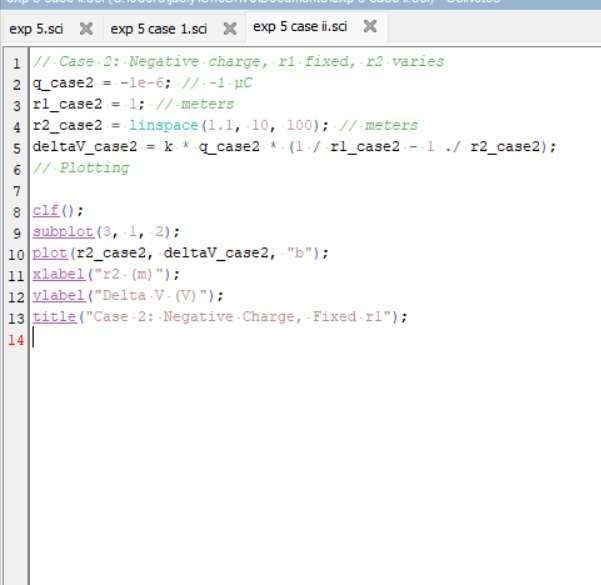 exp 5.sci exp 5 case 1.sci exp 5 case ii.sci
1 // Case 2: Negative charge, r1 fixed, r2 varies
2 q_case2 = -1e-6; // -1 µC
3 r1_case2 = 1; // meters
4 r2_case2 = linspace(1.1, 10, 100); // meters
5 deltaV_case2 = k * q_case2 * (1 / r1_case2 - 1 ./ r2_case2);
6 // Plotting
7
8 clf();
9 subplot(3, 1, 2);
10 plot(r2_case2, deltaV_case2, "b");
11 xlabel("r2 (m)");
12 ylabel("Delta V (V)");
13 title("Case 2: Negative Charge, Fixed r1");
14